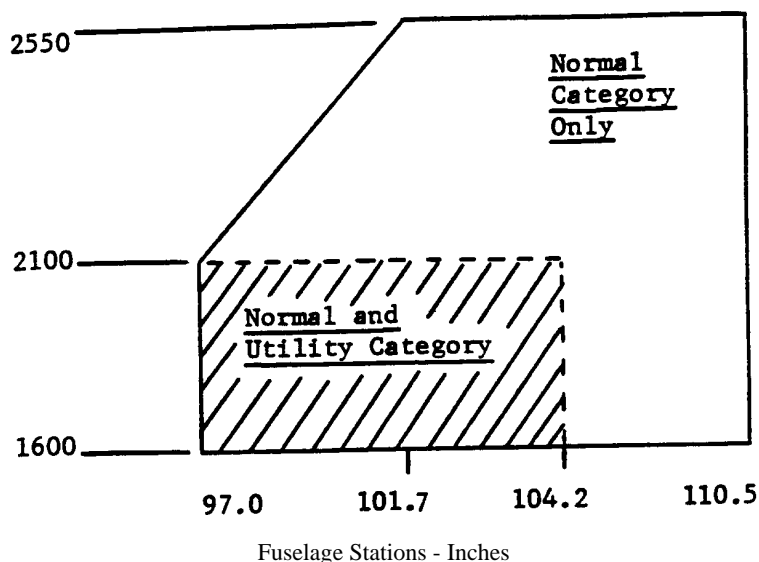 2550
Normal
Category
Only
2100
Normal and
Utility Category
1600
97.0 101.7 104.2 110.5
Fuselage Stations - Inches